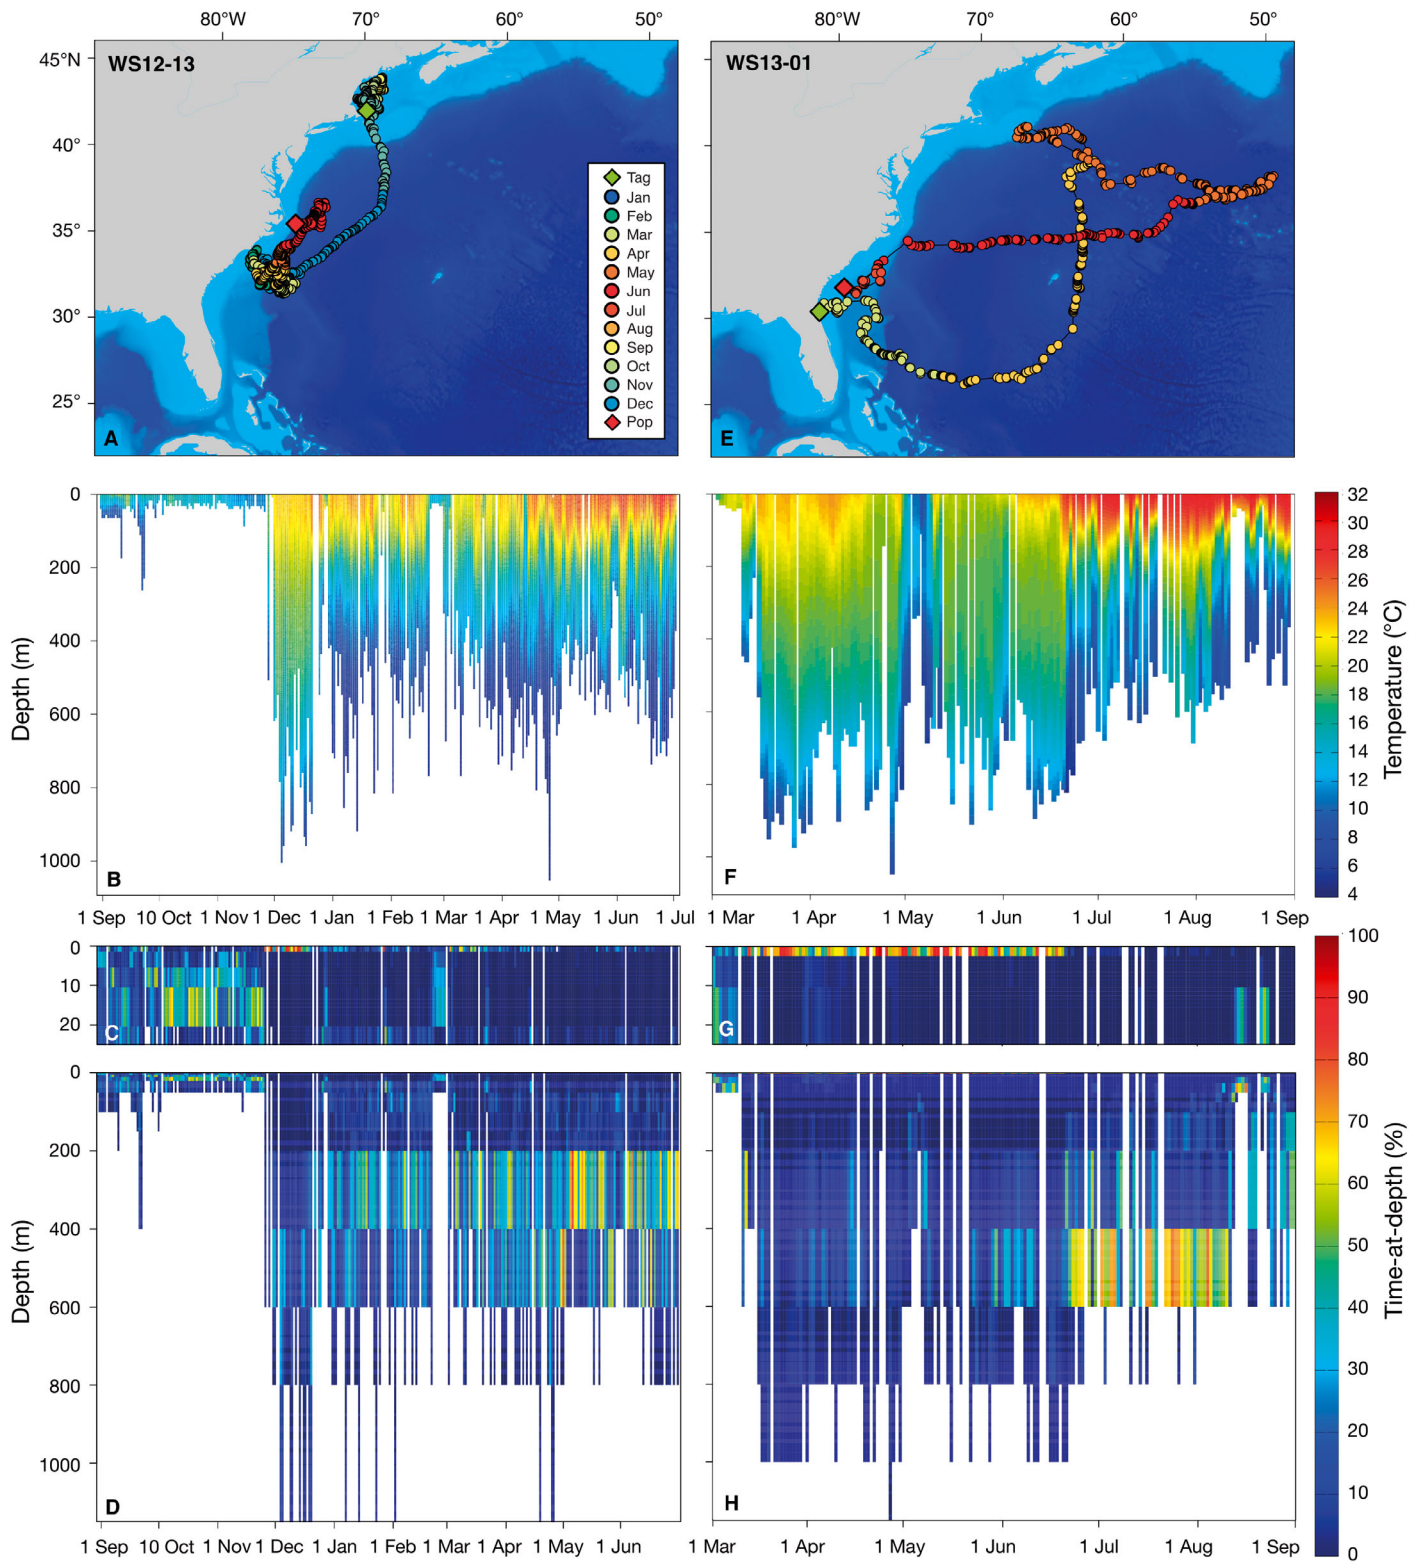 80°W 70° 60° 50°
80°W 70° 60° 50°
45°N
40°
35°
30°
25°
WS12-13
A
Tag
Jan
Feb
Mar
Apr
May
Jun
Jul
Aug
Sep
Oct
Nov
Dec
Pop
WS13-01
E
Depth (m)
0
200
400
600
800
1000
B
1 Sep 10 Oct 1 Nov 1 Dec 1 Jan 1 Feb 1 Mar 1 Apr 1 May 1 Jun 1 Jul
F
1 Mar 1 Apr 1 May 1 Jun 1 Jul 1 Aug 1 Sep
32
30
28
26
24
22
20
18
16
14
12
10
8
6
4
Temperature (°C)
0
10
20
C
G
Depth (m)
0
200
400
600
800
1000
D
1 Sep 10 Oct 1 Nov 1 Dec 1 Jan 1 Feb 1 Mar 1 Apr 1 May 1 Jun
H
1 Mar 1 Apr 1 May 1 Jun 1 Jul 1 Aug 1 Sep
100
90
80
70
60
50
40
30
20
10
0
Time-at-depth (%)